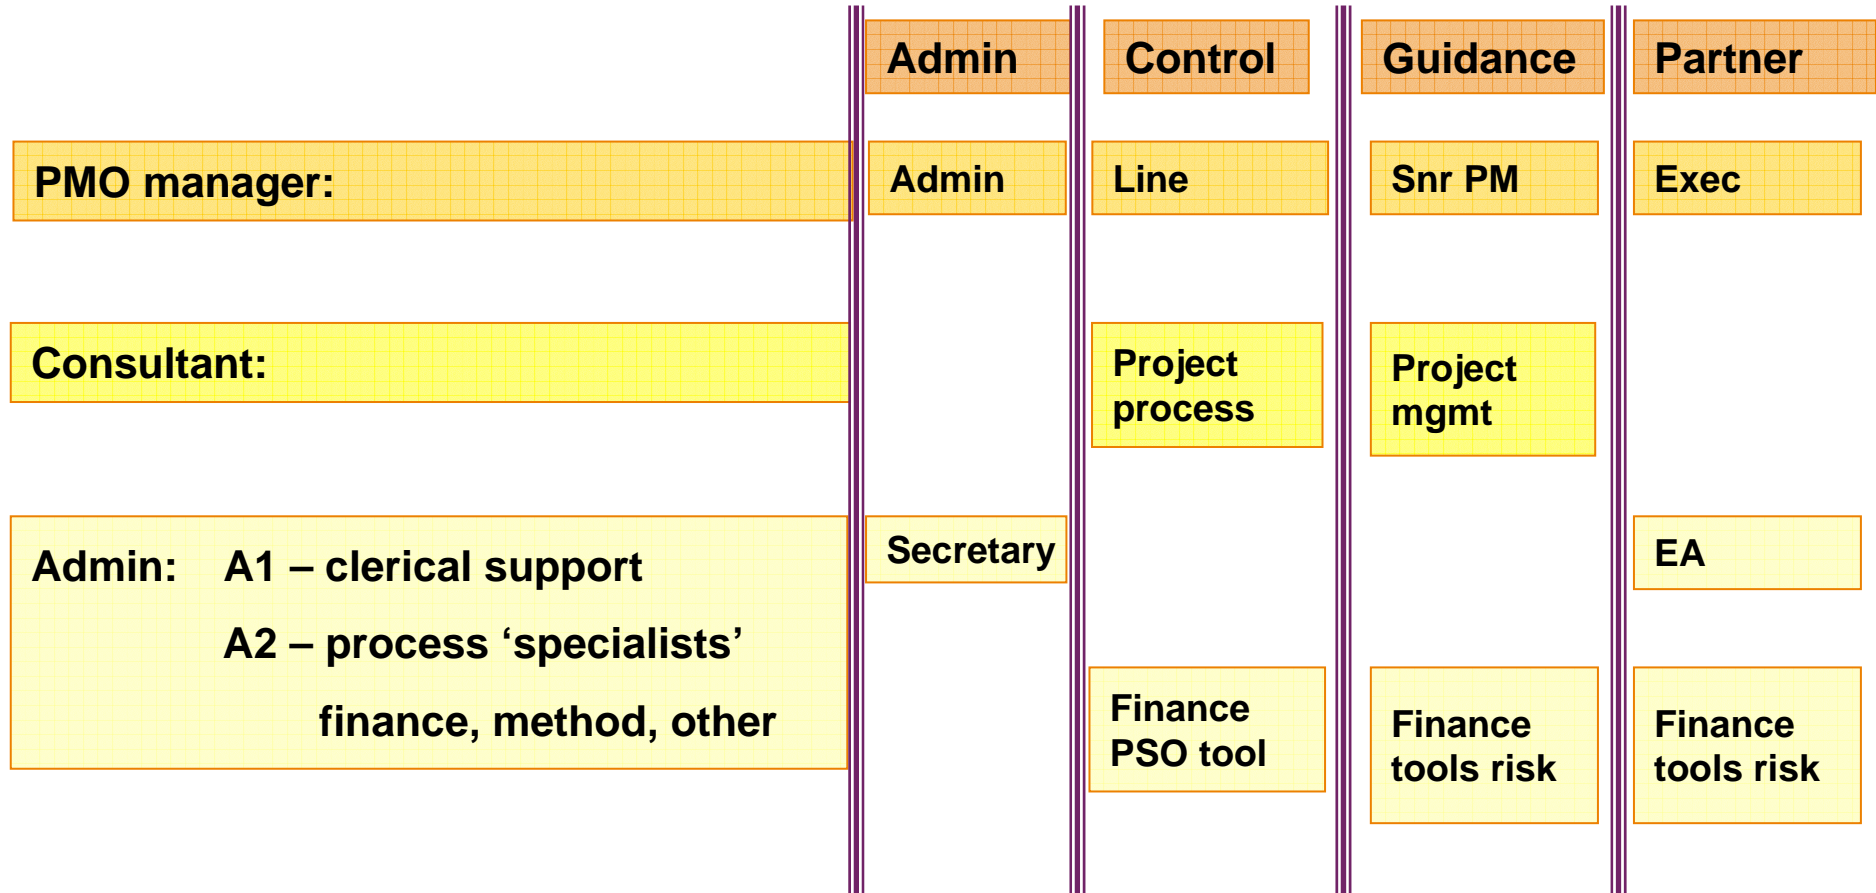 Admin Control Guidance Partner
PMO manager: Admin Line Snr PM Exec
Consultant:
Project
process
Project
mgmt
Admin: A1 – clerical support
A2 – process ‘specialists’
finance, method, other
Secretary
EA
Finance
PSO tool
Finance
tools risk
Finance
tools risk